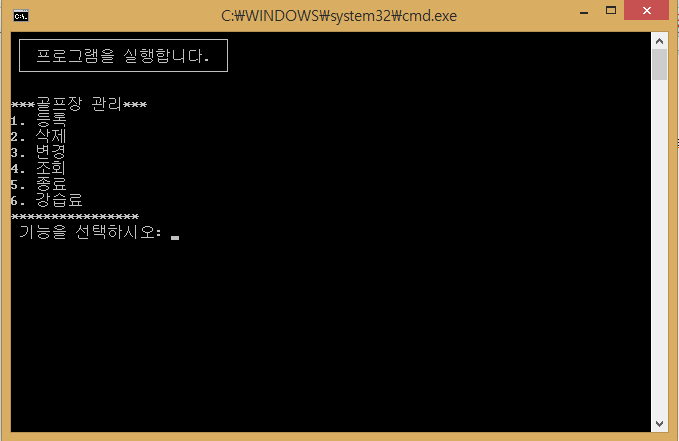 C:\WINDOWS\system32\cmd.exe
프로그램을 실행합니다.
***골프장 관리***
1. 등록
2. 삭제
3. 변경
4. 조회
5. 종료
6. 강습료
****************
기능을 선택하시오: